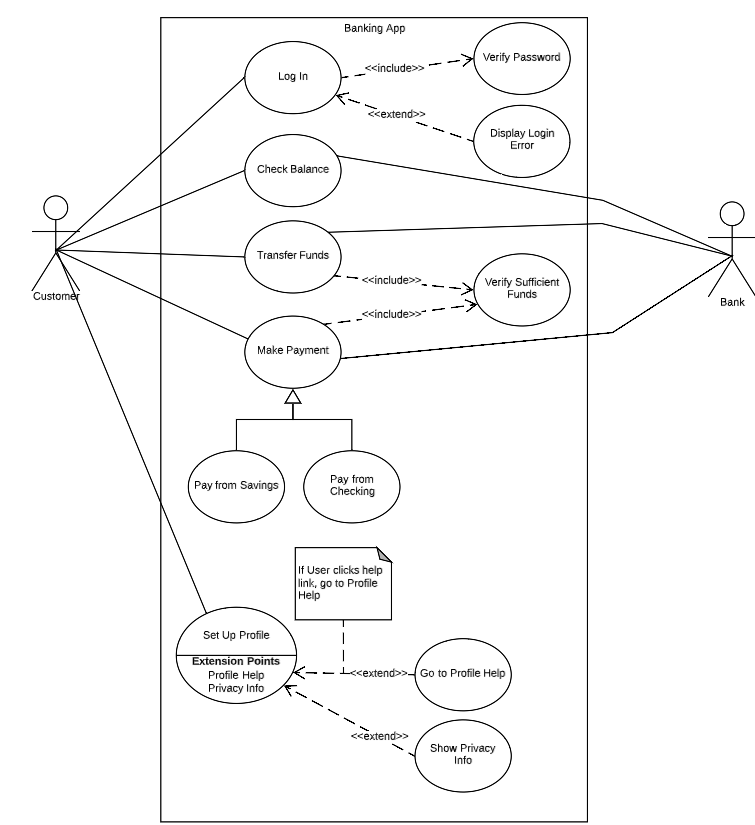 Banking App
Log In
<<include>>
Verify Password
<<extend>>
Display Login
Error
Check Balance
Transfer Funds
<<include>>
Verify Sufficient
Funds
<<include>>
Make Payment
Customer
Bank
Pay from Savings
Pay from
Checking
If User clicks help
link, go to Profile
Help
Set Up Profile
Extension Points
Profile Help
Privacy Info
<<extend>>
Go to Profile Help
<<extend>>
Show Privacy
Info